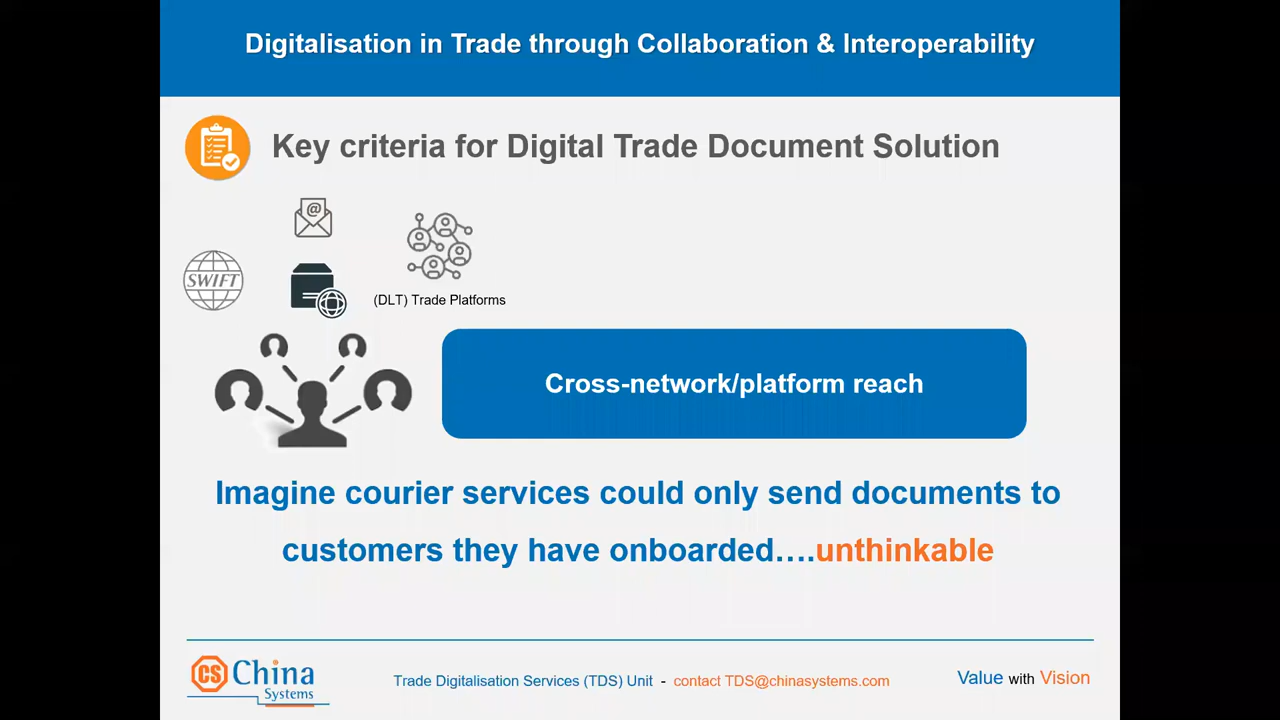 Digitalisation in Trade through Collaboration & Interoperability
Key criteria for Digital Trade Document Solution
@
SWIFT
(DLT) Trade Platforms
Cross-network/platform reach
Imagine courier services could only send documents to
customers they have onboarded….unthinkable
CS China
Systems
Trade Digitalisation Services (TDS) Unit - contact TDS@chinasystems.com
Value with Vision